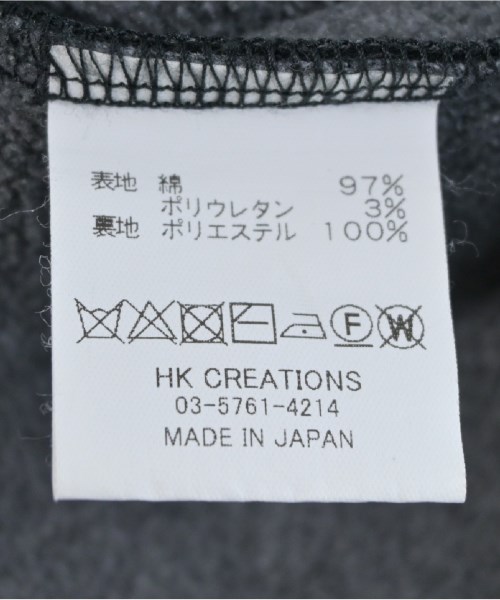 表地 綿 97%
ポリウレタン 3%
裏地 ポリエステル 100%
F W
HK CREATIONS
03-5761-4214
MADE IN JAPAN